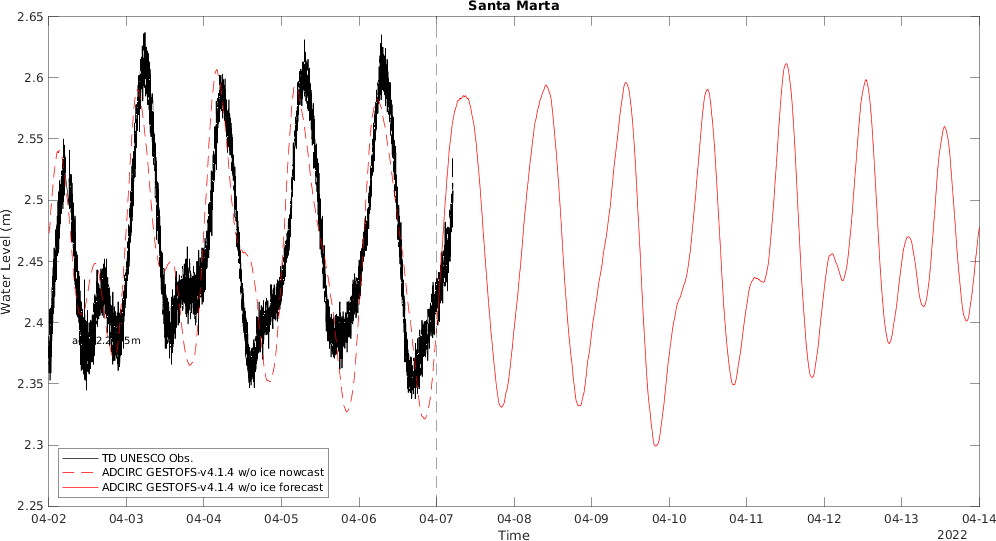 Santa Marta
2.65
2.6
2.55
2.5
2.45
2.4
2.35
2.3
2.25
Water Level (m)
TD UNESCO Obs.
ADCIRC GESTOFS-v4.1.4 w/o ice nowcast
ADCIRC GESTOFS-v4.1.4 w/o ice forecast
04-02 04-03 04-04 04-05 04-06 04-07 04-08 04-09 04-10 04-11 04-12 04-13 04-14
Time
2022